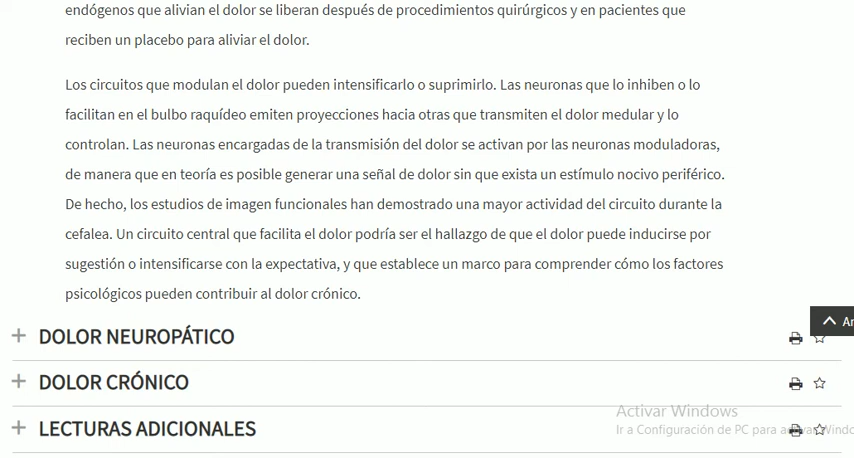 endógenos que alivian el dolor se liberan después de procedimientos quirúrgicos y en pacientes que
reciben un placebo para aliviar el dolor.
Los circuitos que modulan el dolor pueden intensificarlo o suprimirlo. Las neuronas que lo inhiben o lo
facilitan en el bulbo raquídeo emiten proyecciones hacia otras que transmiten el dolor medular y lo
controlan. Las neuronas encargadas de la transmisión del dolor se activan por las neuronas moduladoras,
de manera que en teoría es posible generar una señal de dolor sin que exista un estímulo nocivo periférico.
De hecho, los estudios de imagen funcionales han demostrado una mayor actividad del circuito durante la
cefalea. Un circuito central que facilita el dolor podría ser el hallazgo de que el dolor puede inducirse por
sugestión o intensificarse con la expectativa, y que establece un marco para comprender cómo los factores
psicológicos pueden contribuir al dolor crónico.
Ar
DOLOR NEUROPÁTICO
DOLOR CRÓNICO
Activar Windows
LECTURAS ADICIONALES
Ir a Configuración de PC para activar Windo